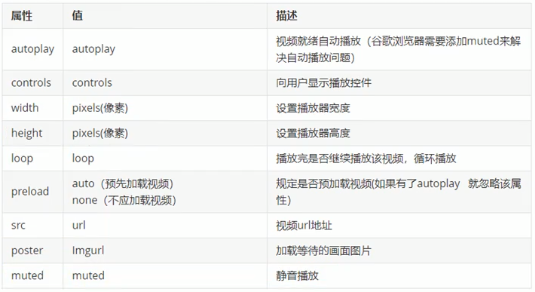 属性 值 描述
autoplay autoplay 视频就绪自动播放（谷歌浏览器需要添加muted来解
决自动播放问题）
controls controls 向用户显示播放控件
width pixels(像素) 设置播放器宽度
height pixels(像素) 设置播放器高度
loop loop 播放完是否继续播放该视频，循环播放
preload auto（预先加载视频） 规定是否预加载视频(如果有了autoplay 就忽略该属
none（不应加载视频） 性）
src url 视频url地址
poster Imgurl 加载等待的画面图片
muted muted 静音播放